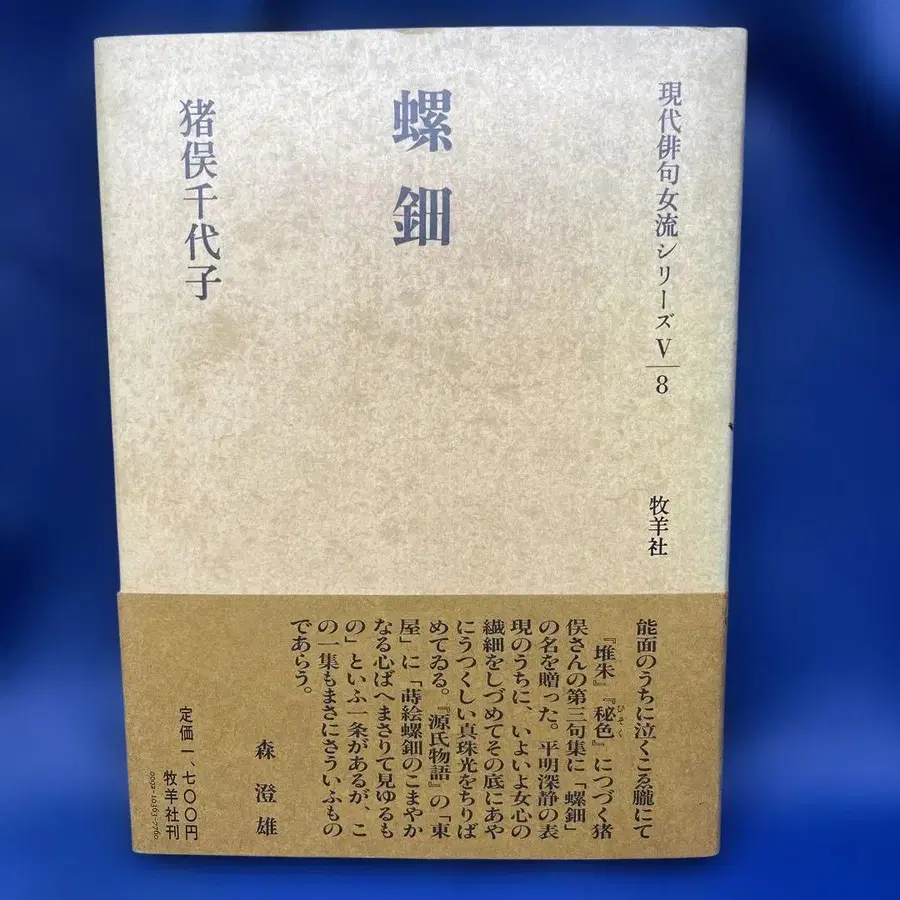 現代俳句女流シリーズ V/8
螺鈿
猪俣千代子
牧羊社
能面のうちに泣くこゑ朧にて
『堆朱』『秘色』につづく猪
ひそく
俣さんの第三句集に「螺鈿」
の名を贈った。平明深静の表
現のうちに、いよいよ女心の
繊細をしづめてその底にあや
にうつくしい真珠光をちりば
めてゐる。『源氏物語』の「東
屋」に「蒔絵螺鈿のこまやか
なる心ばへまさりて見ゆるも
の」といふ一条があるが、こ
の一集もまさにさういふもの
であらう。
森澄雄
定価一、七〇〇円
牧羊社刊